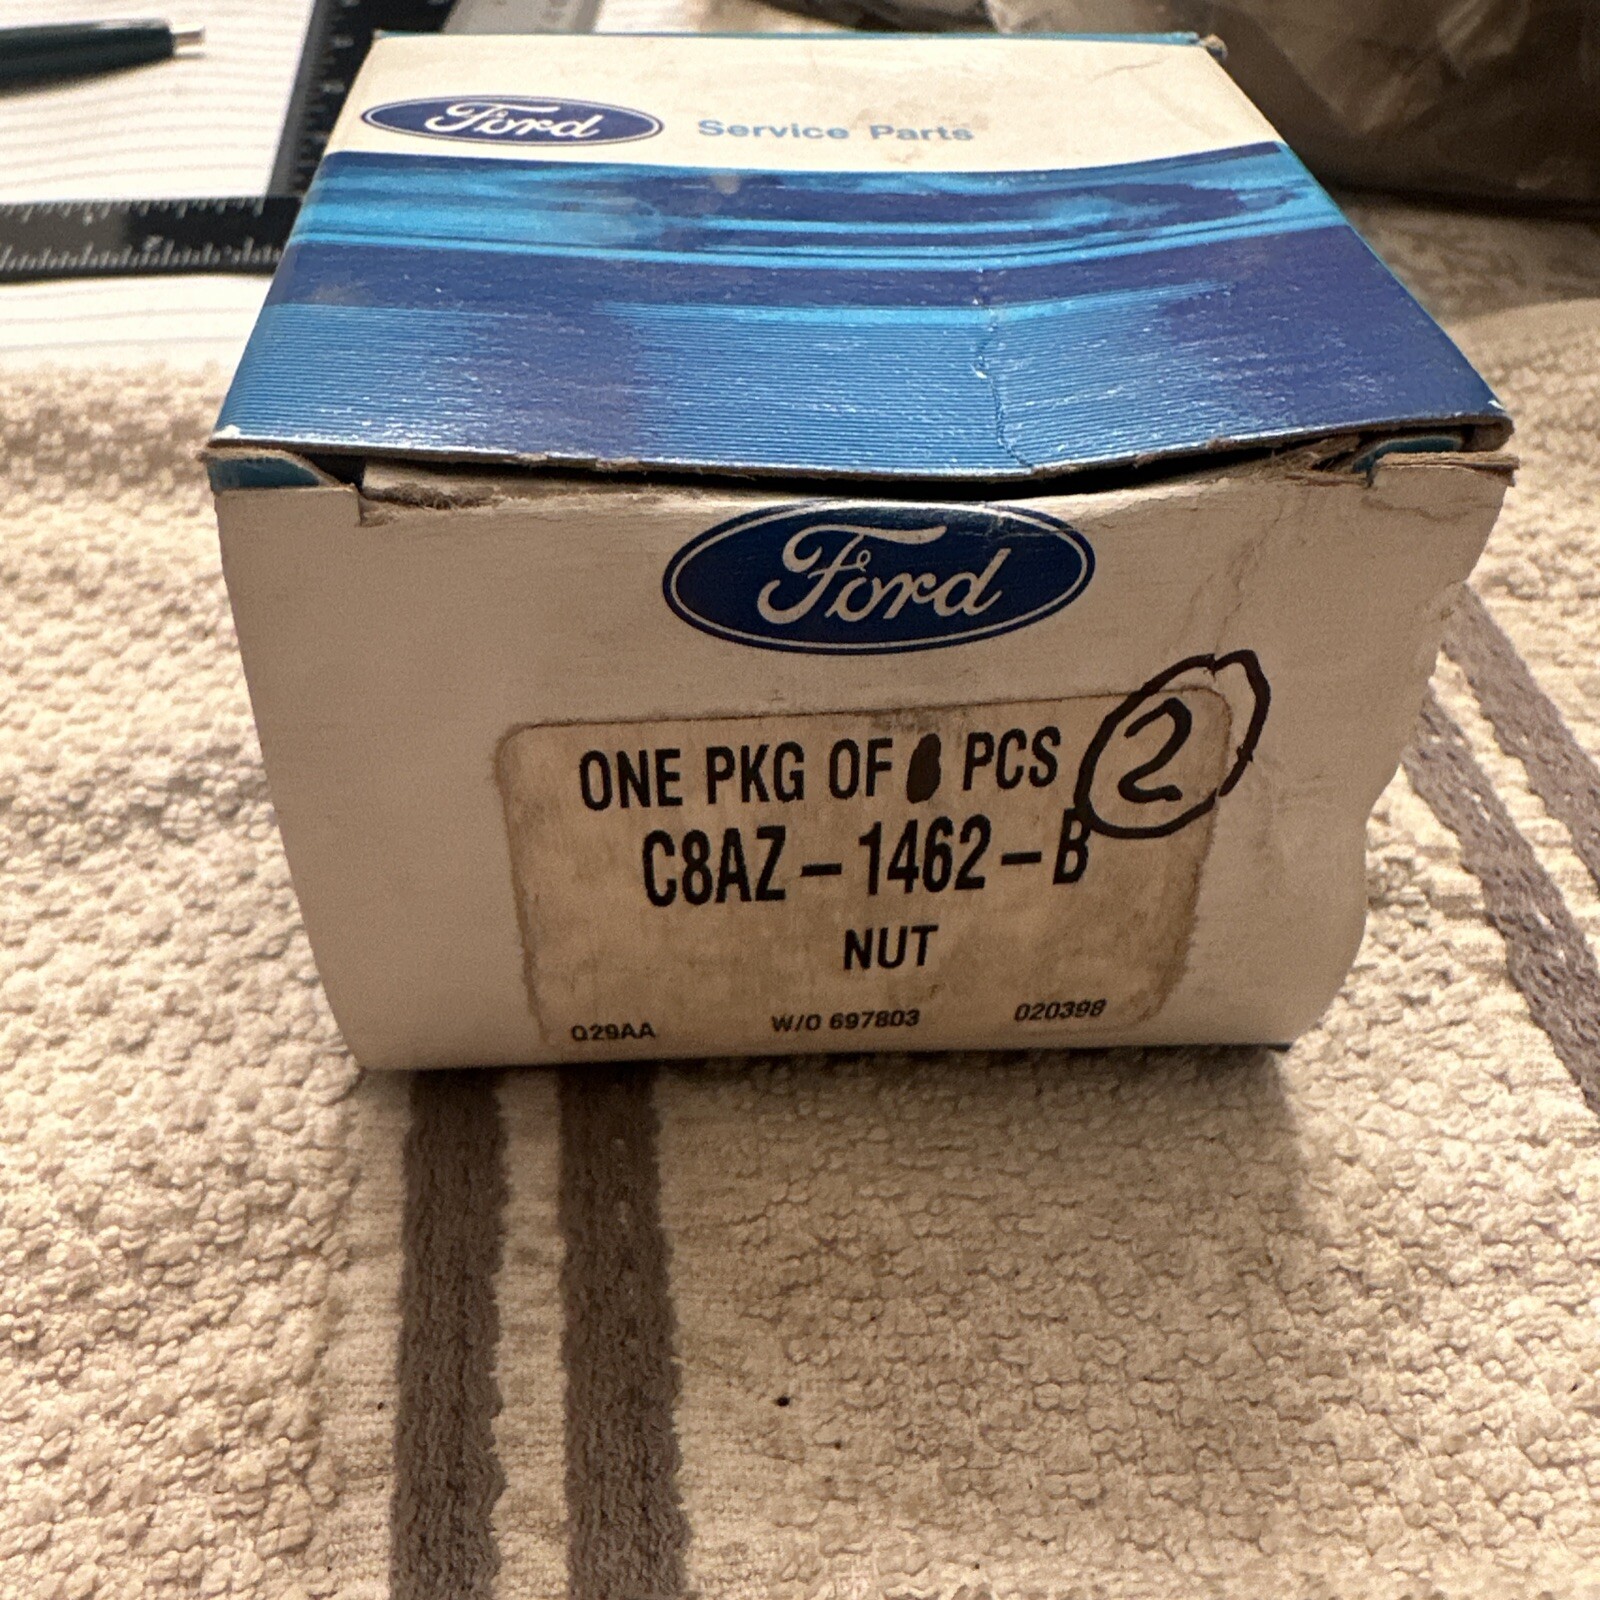 Ford Service Parts
Ford
ONE PKG OF PCS 2
C8AZ-1462-B
NUT
Q29AA W/O 697803 020398